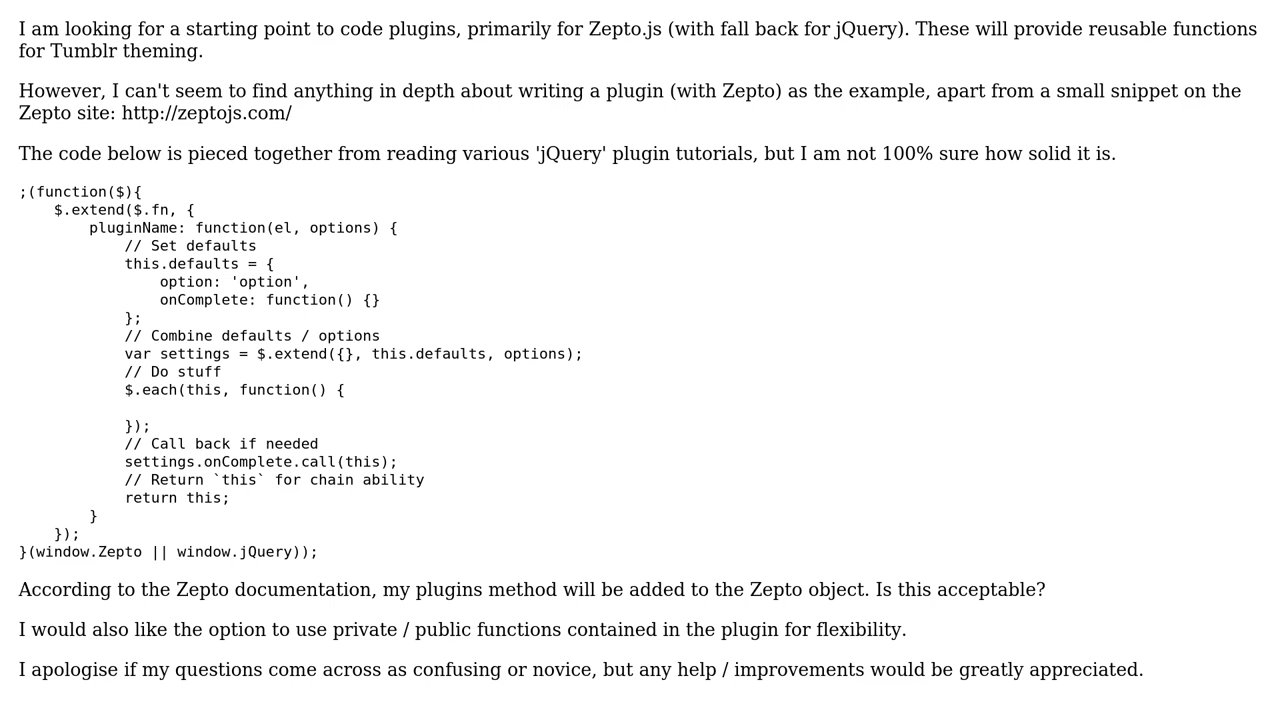 I am looking for a starting point to code plugins, primarily for Zepto.js (with fall back for jQuery). These will provide reusable functions
for Tumblr theming.
However, I can't seem to find anything in depth about writing a plugin (with Zepto) as the example, apart from a small snippet on the
Zepto site: http://zeptojs.com/
The code below is pieced together from reading various 'jQuery' plugin tutorials, but I am not 100% sure how solid it is.
;(function($){
    $.extend($.fn, {
        pluginName: function(el, options) {
            // Set defaults
            this.defaults = {
                option: 'option',
                onComplete: function() {}
            };
            // Combine defaults / options
            var settings = $.extend({}, this.defaults, options);
            // Do stuff
            $.each(this, function() {

            });
            // Call back if needed
            settings.onComplete.call(this);
            // Return `this` for chain ability
            return this;
        }
    });
}(window.Zepto || window.jQuery));
According to the Zepto documentation, my plugins method will be added to the Zepto object. Is this acceptable?
I would also like the option to use private / public functions contained in the plugin for flexibility.
I apologise if my questions come across as confusing or novice, but any help / improvements would be greatly appreciated.